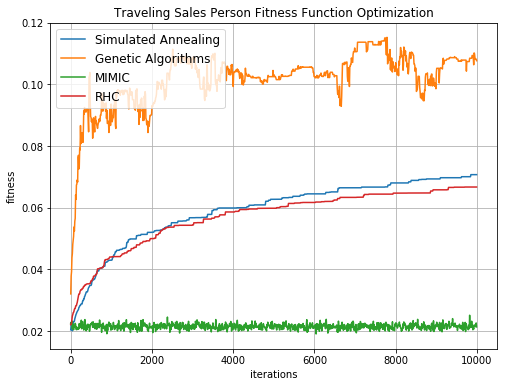 Traveling Sales Person Fitness Function Optimization
0.12
0.10
0.08
0.06
0.04
0.02
fitness
Simulated Annealing
Genetic Algorithms
MIMIC
RHC
0 2000 4000 6000 8000 10000
iterations